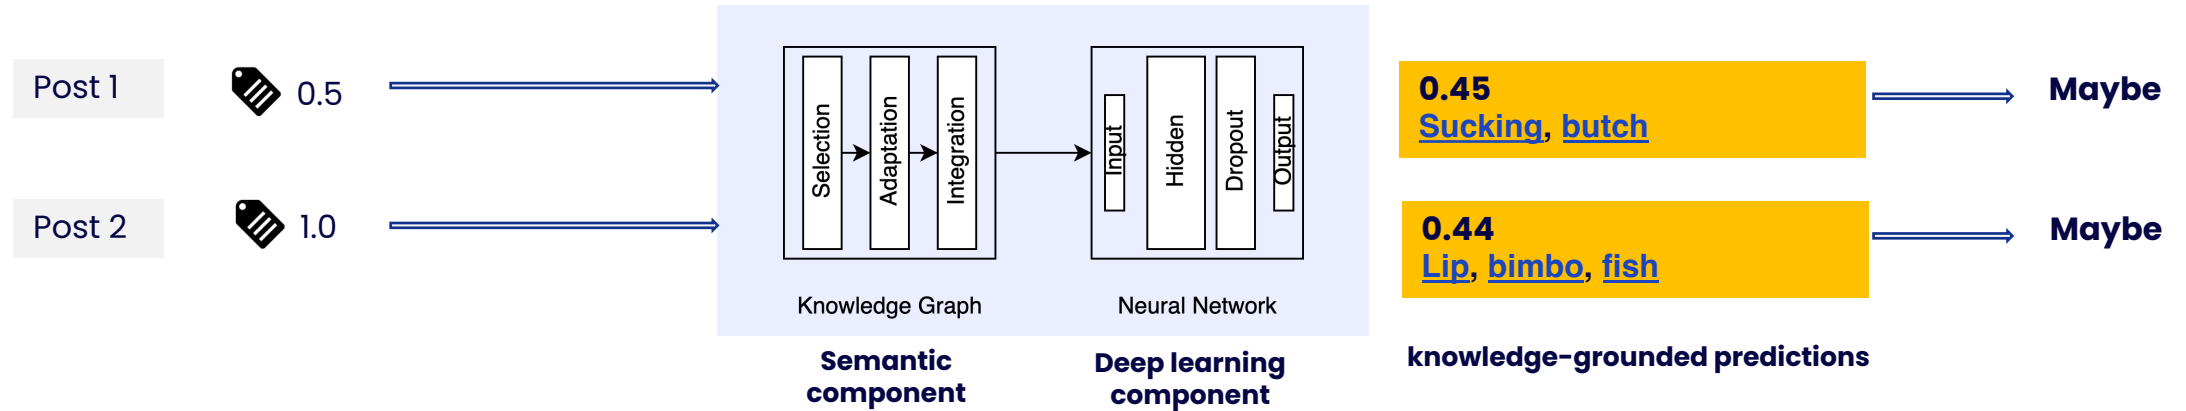 Post 1
0.5
Selection
Adaptation
Integration
Knowledge Graph
Input
Hidden
Dropout
Output
Neural Network
0.45
Sucking, butch
Maybe
Post 2
1.0
0.44
Lip, bimbo, fish
Maybe
Semantic
component
Deep learning
component
knowledge-grounded predictions